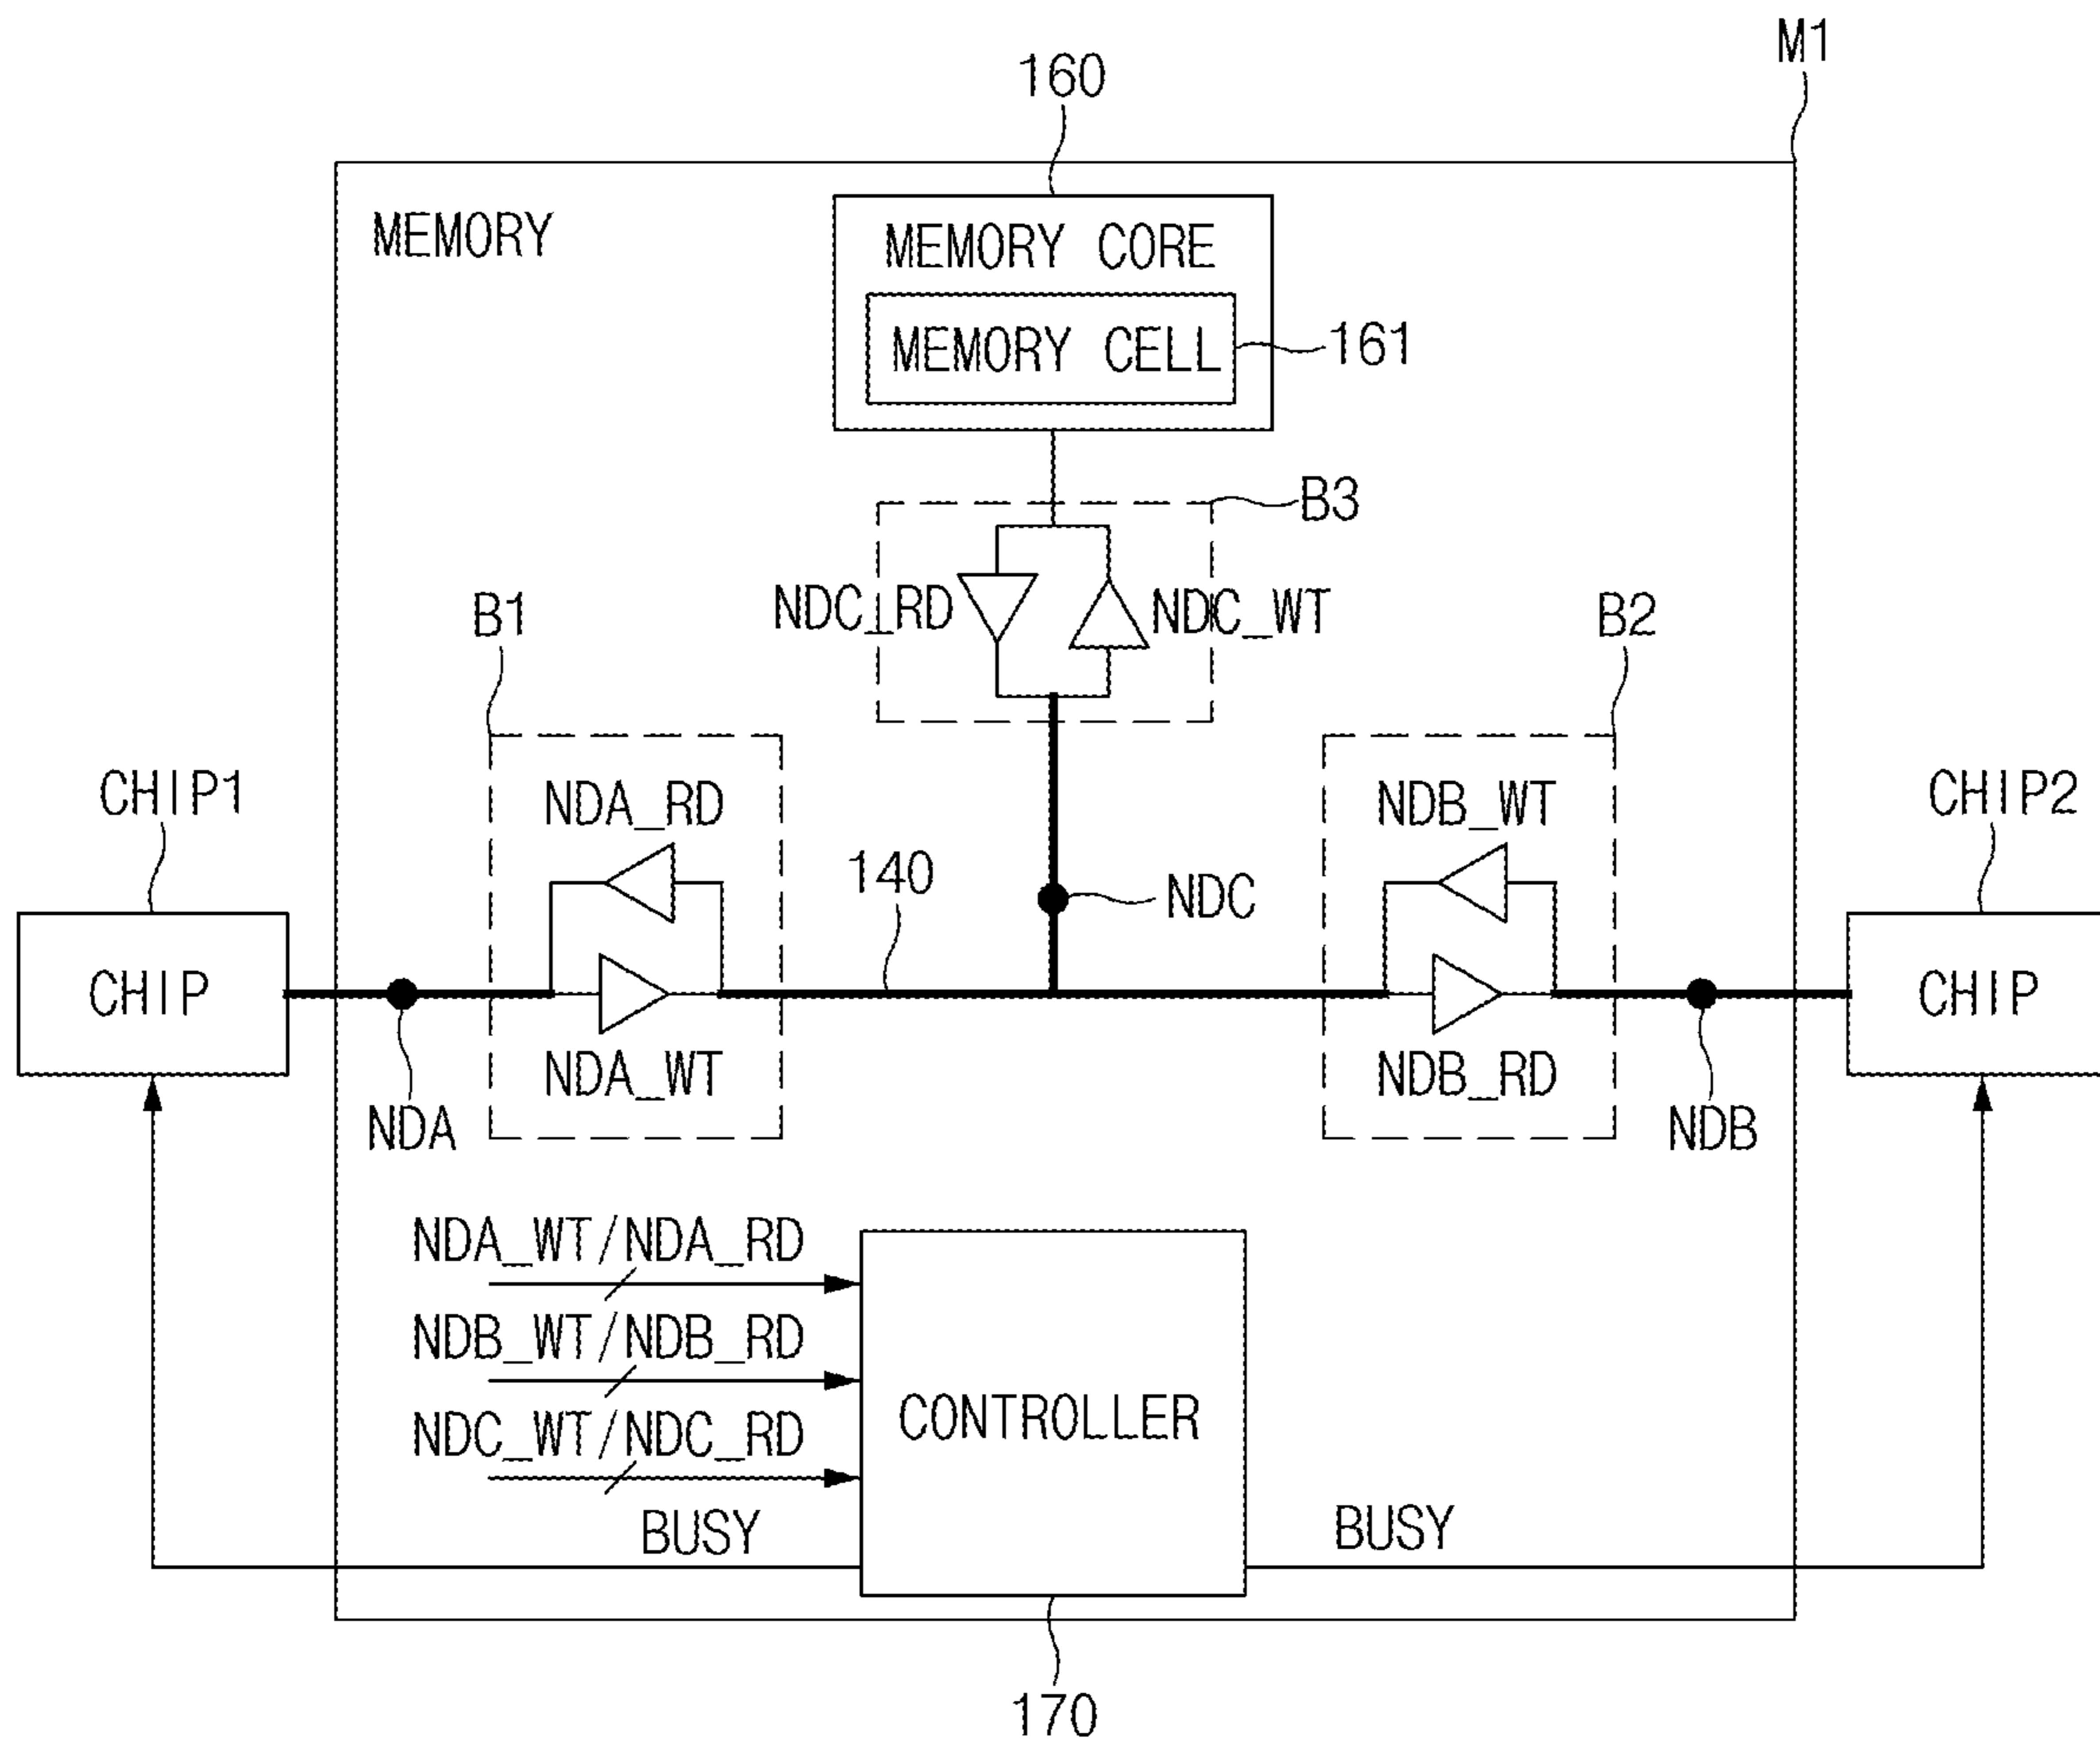 M1
160
MEMORY
MEMORY CORE
MEMORY CELL
161
B3
NDC_RD
NDC_WT
B1
B2
CHIP1
NDA_RD
NDB_WT
CHIP2
140
NDC
CHIP
CHIP
NDA_WT
NDB_RD
NDA
NDB
NDA_WT/NDA_RD
NDB_WT/NDB_RD
NDC_WT/NDC_RD
CONTROLLER
BUSY
BUSY
170